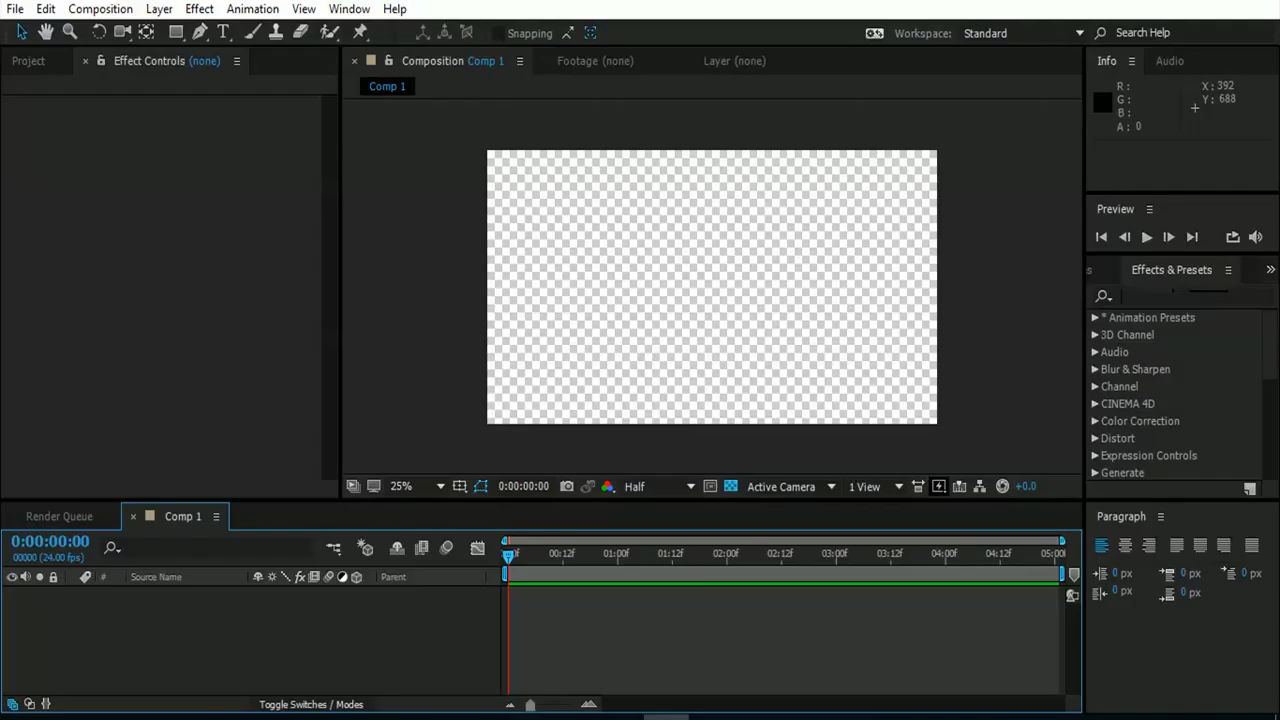 File Edit Composition Layer Effect Animation View Window Help
Snapping Workspace: Standard Search Help
Project × Effect Controls (none) × Composition Comp 1 Footage (none) Layer (none) Info Audio
Comp 1
R: X: 392
G: Y: 688
B:
A: 0
Preview
Effects & Presets
* Animation Presets
3D Channel
Audio
Blur & Sharpen
Channel
CINEMA 4D
Color Correction
Distort
Expression Controls
Generate
25% 0:00:00:00 Half Active Camera 1 View +0.0
Render Queue × Comp 1 Paragraph
0:00:00:00
00000 (24.00 fps)
00:12f 01:00f 01:12f 02:00f 02:12f 03:00f 03:12f 04:00f 04:12f 05:00f
# Source Name Parent
0 px 0 px 0 px
0 px 0 px
Toggle Switches / Modes